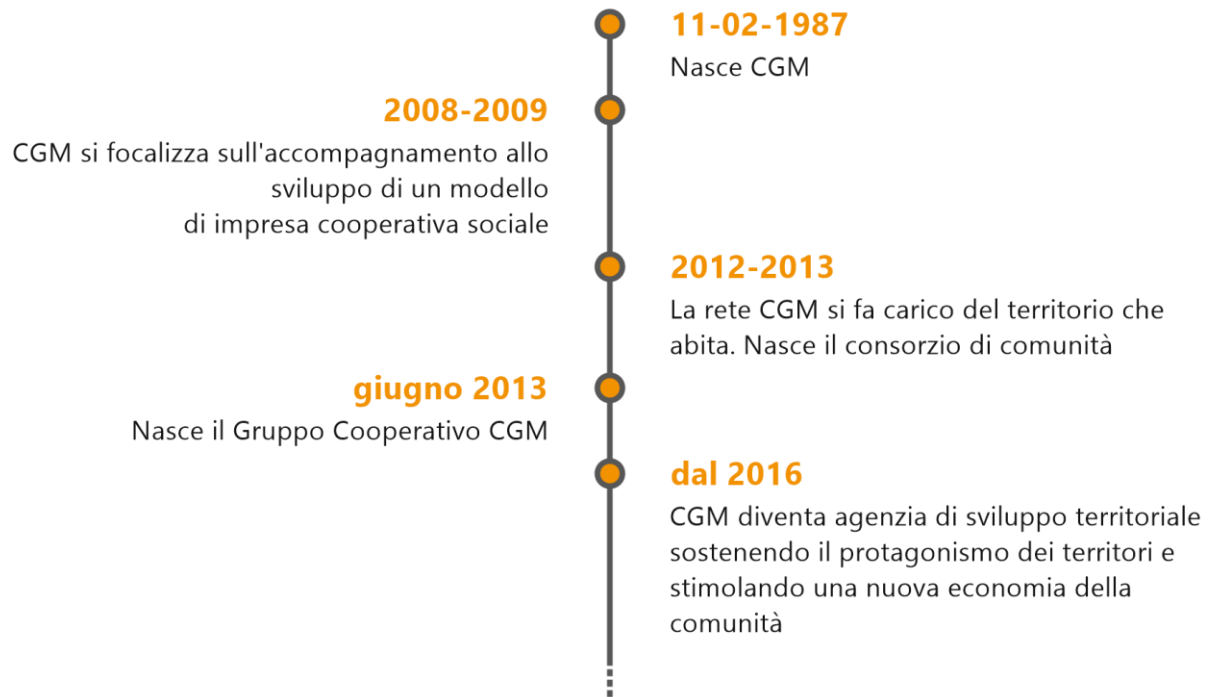 11-02-1987
Nasce CGM
2008-2009
CGM si focalizza sull'accompagnamento allo
sviluppo di un modello
di impresa cooperativa sociale
2012-2013
La rete CGM si fa carico del territorio che
abita. Nasce il consorzio di comunità
giugno 2013
Nasce il Gruppo Cooperativo CGM
dal 2016
CGM diventa agenzia di sviluppo territoriale
sostenendo il protagonismo dei territori e
stimolando una nuova economia della
comunità